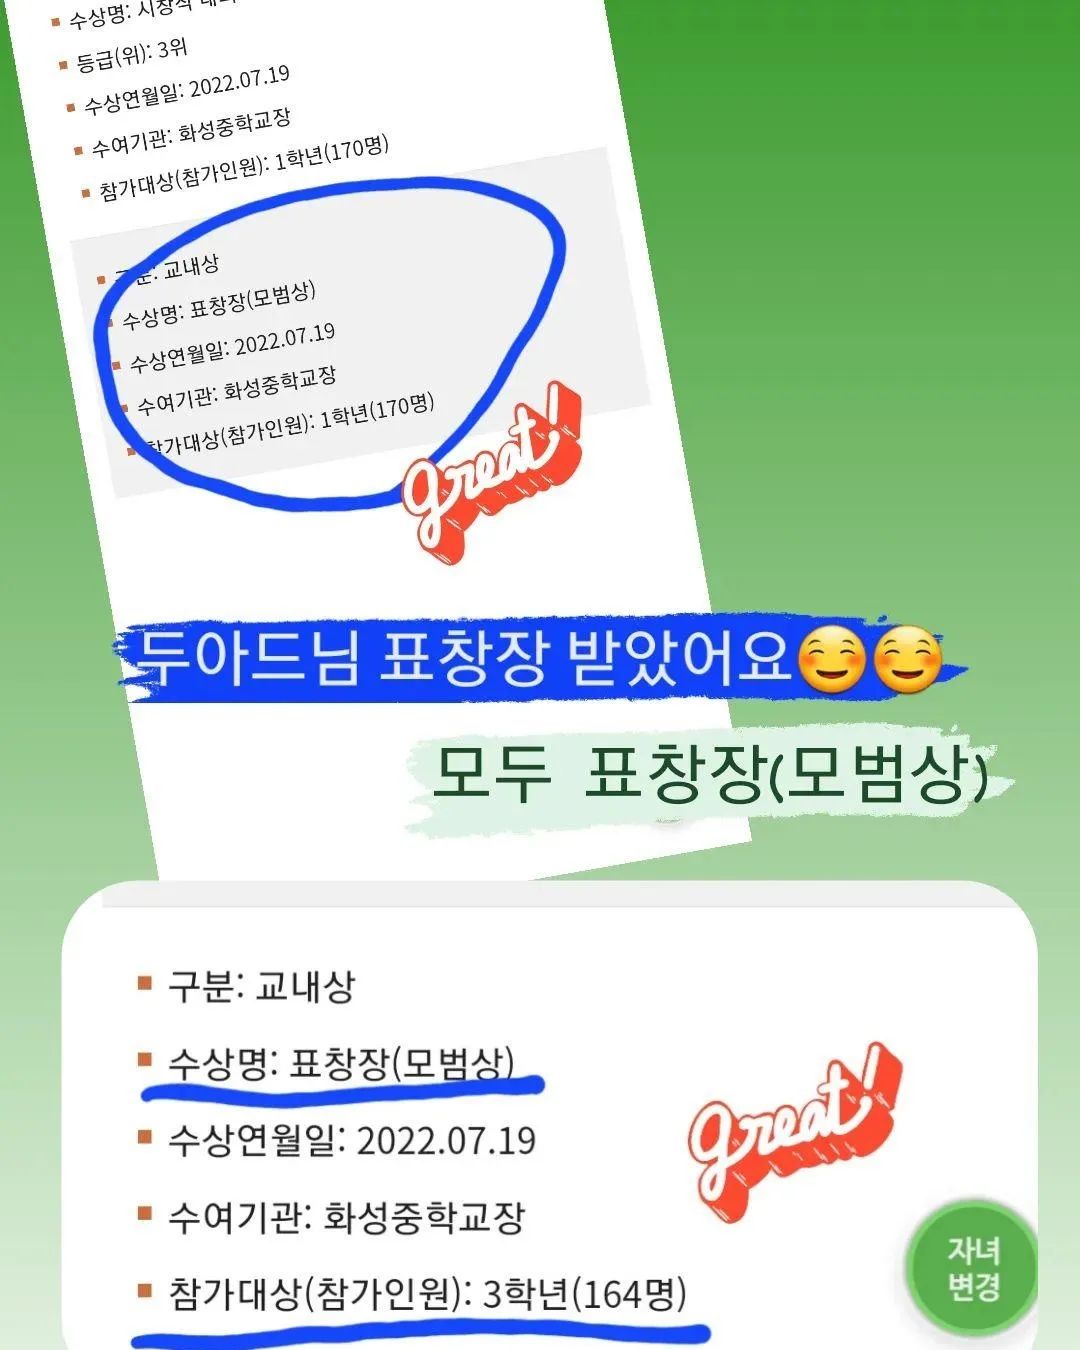 수상명: 시창작
등급(위): 3위
수상연월일: 2022.07.19
수여기관: 화성중학교장
참가대상(참가인원): 1학년(170명)
구분: 교내상
수상명: 표창장(모범상)
수상연월일: 2022.07.19
수여기관: 화성중학교장
참가대상(참가인원): 1학년(170명)
great!
두아드님 표창장 받았어요😊😊
모두 표창장(모범상)
구분: 교내상
수상명: 표창장(모범상)
수상연월일: 2022.07.19
great!
수여기관: 화성중학교장
자녀
변경
참가대상(참가인원): 3학년(164명)